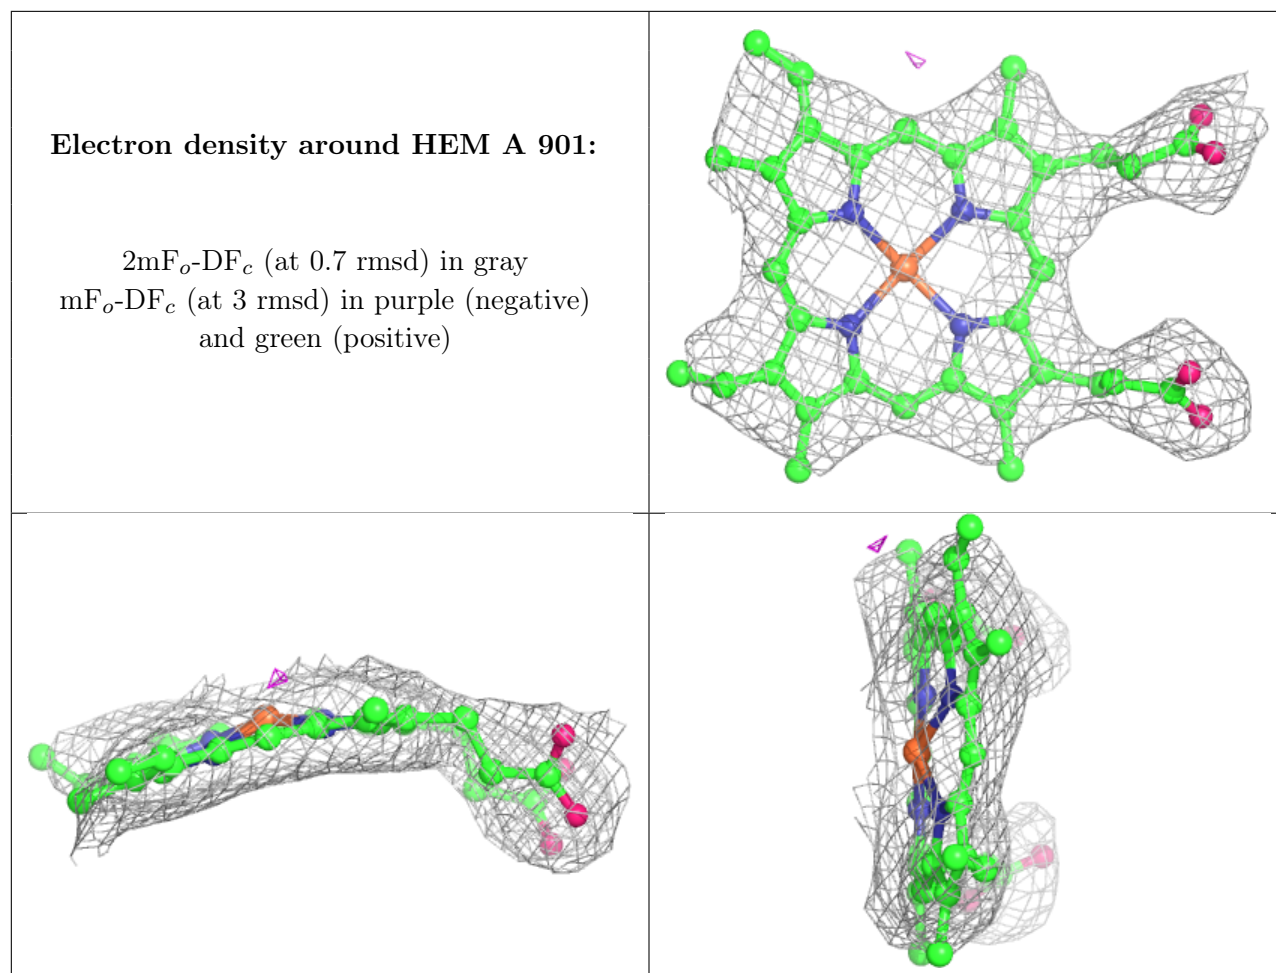 Electron density around HEM A 901:
2mFo-DFc (at 0.7 rmsd) in gray
mFo-DFc (at 3 rmsd) in purple (negative)
and green (positive)